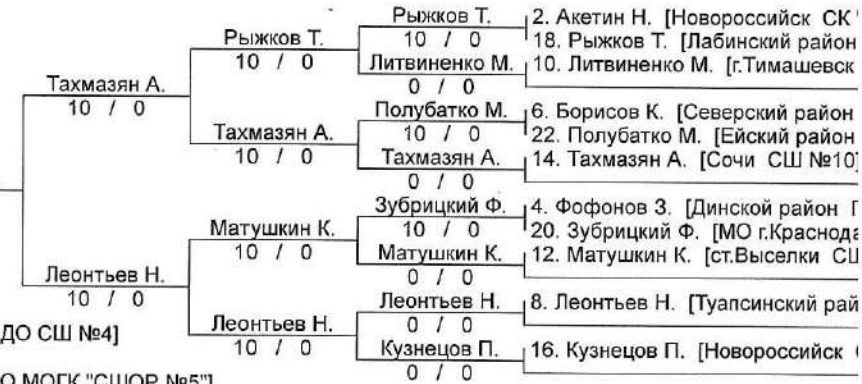 Рыжков Т.
2. Акетин Н. [Новороссийск СК
Рыжков Т.
10 / 0
18. Рыжков Т. [Лабинский район
10 / 0
Литвиненко М.
10. Литвиненко М. [г.Тимашевск
Тахмазян А.
0 / 0
10 / 0
Полубатко М.
6. Борисов К. [Северский район
Тахмазян А.
10 / 0
22. Полубатко М. [Ейский район
10 / 0
Тахмазян А.
14. Тахмазян А. [Сочи СШ №10]
0 / 0
Зубрицкий Ф.
4. Фофонов З. [Динской район
Матушкин К.
10 / 0
20. Зубрицкий Ф. [МО г.Краснода
10 / 0
Матушкин К.
12. Матушкин К. [ст.Выселки СШ
Леонтьев Н.
0 / 0
10 / 0
Леонтьев Н.
8. Леонтьев Н. [Туапсинский рай
Леонтьев Н.
0 / 0
ДО СШ №4]
10 / 0
Кузнецов П.
16. Кузнецов П. [Новороссийск
0 / 0
О МОГК "СШОР №5"]